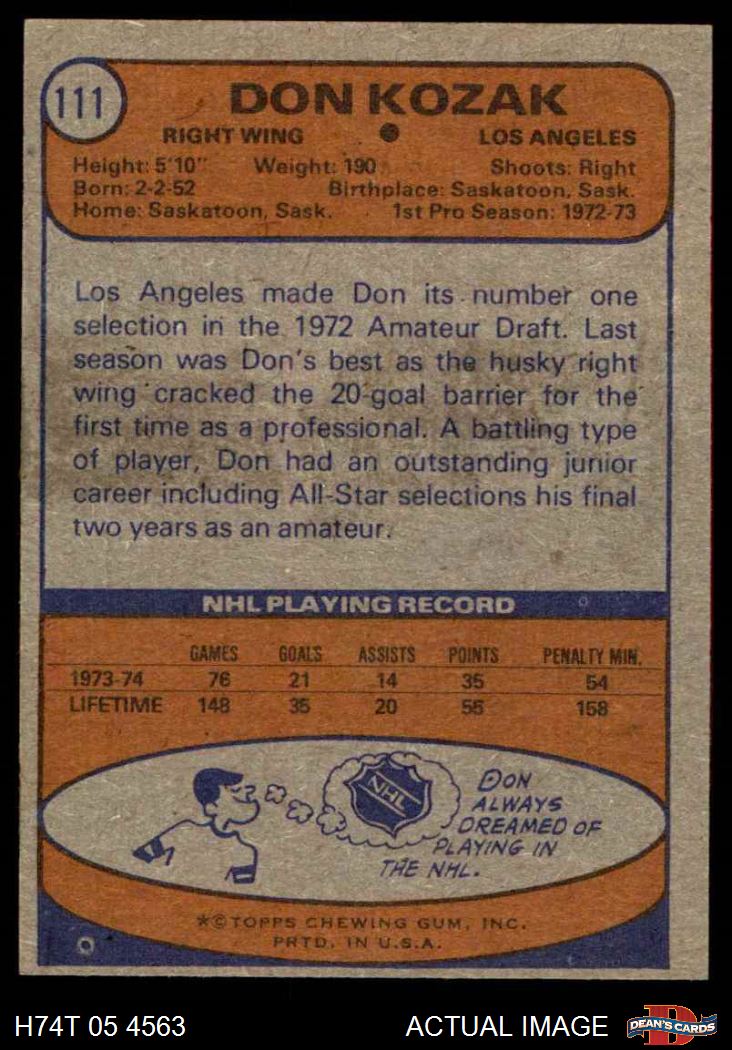 111
DON KOZAK
RIGHT WING ● LOS ANGELES
Height: 5'10" Weight: 190 Shoots: Right
Born: 2-2-52 Birthplace: Saskatoon, Sask.
Home: Saskatoon, Sask. 1st Pro Season: 1972-73
Los Angeles made Don its number one
selection in the 1972 Amateur Draft. Last
season was Don's best as the husky right
wing cracked the 20-goal barrier for the
first time as a professional. A battling type
of player, Don had an outstanding junior
career including All-Star selections his final
two years as an amateur.
NHL PLAYING RECORD
GAMES GOALS ASSISTS POINTS PENALTY MIN.
1973-74 76 21 14 35 54
LIFETIME 148 35 20 55 158
NHL
DON
ALWAYS
DREAMED OF
PLAYING IN
THE NHL.
★©TOPPS CHEWING GUM, INC.
PRTD. IN U.S.A.
H74T 05 4563 ACTUAL IMAGE
D
DEAN'S CARDS